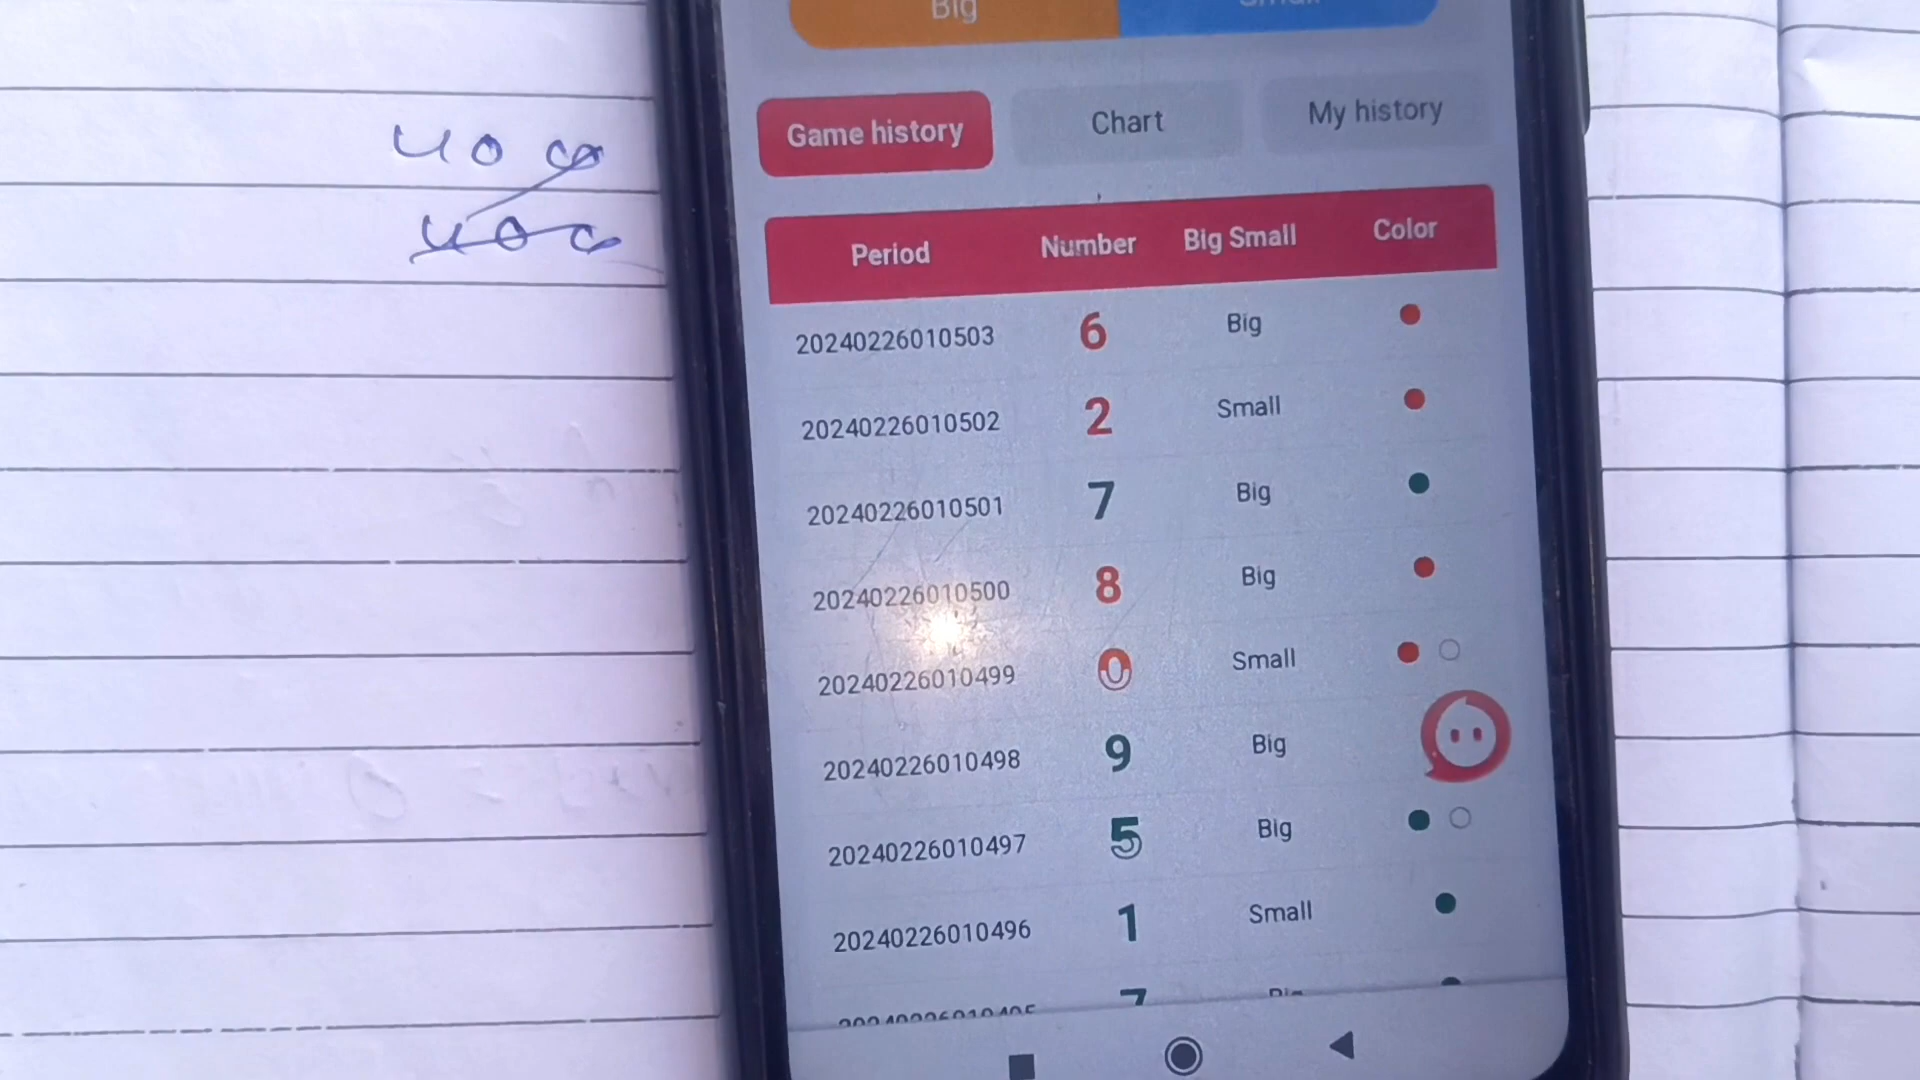 Big
Game history Chart My history
Period Number Big Small Color
20240226010503 6 Big
20240226010502 2 Small
20240226010501 7 Big
20240226010500 8 Big
20240226010499 0 Small
20240226010498 9 Big
20240226010497 5 Big
20240226010496 1 Small
7